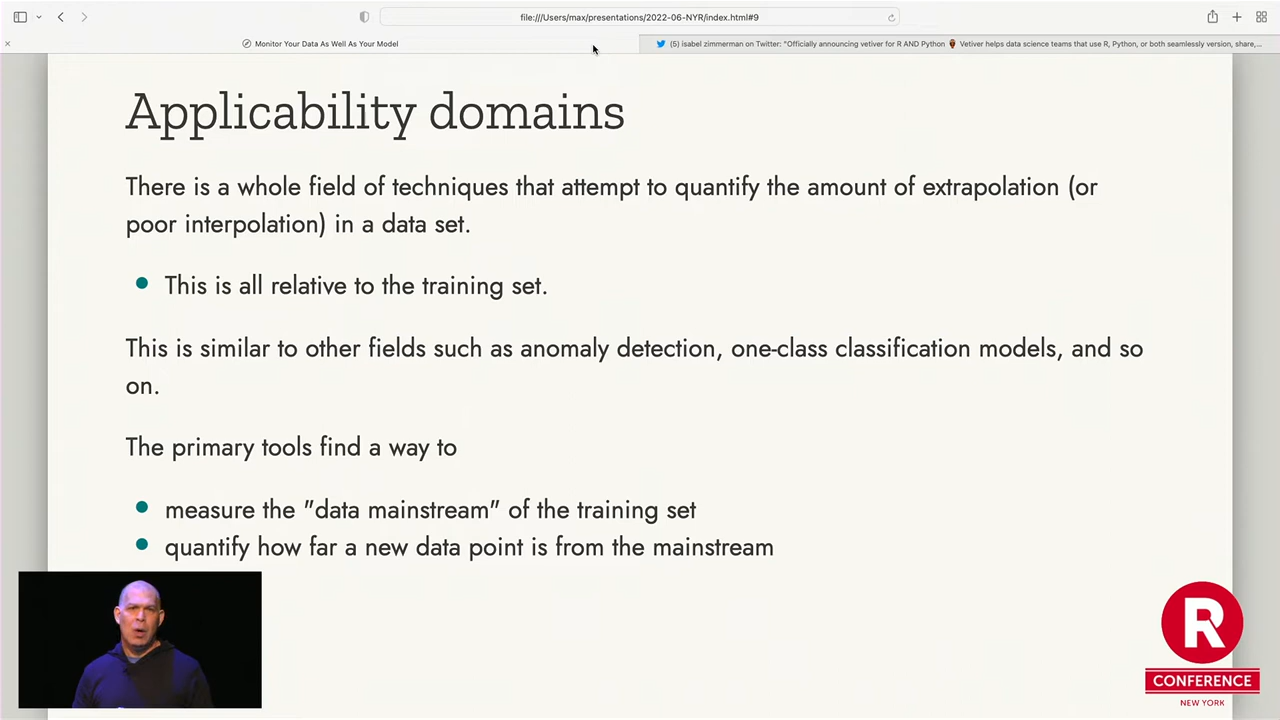 file:///Users/max/presentations/2022-06-NYR/index.html#9
Monitor Your Data As Well As Your Model
(5) isabel zimmerman on Twitter: "Officially announcing vetiver for R AND Python 🏺 Vetiver helps data science teams that use R, Python, or both seamlessly version, share,...
Applicability domains
There is a whole field of techniques that attempt to quantify the amount of extrapolation (or
poor interpolation) in a data set.
This is all relative to the training set.
This is similar to other fields such as anomaly detection, one-class classification models, and so
on.
The primary tools find a way to
measure the "data mainstream" of the training set
quantify how far a new data point is from the mainstream
R
CONFERENCE
NEW YORK